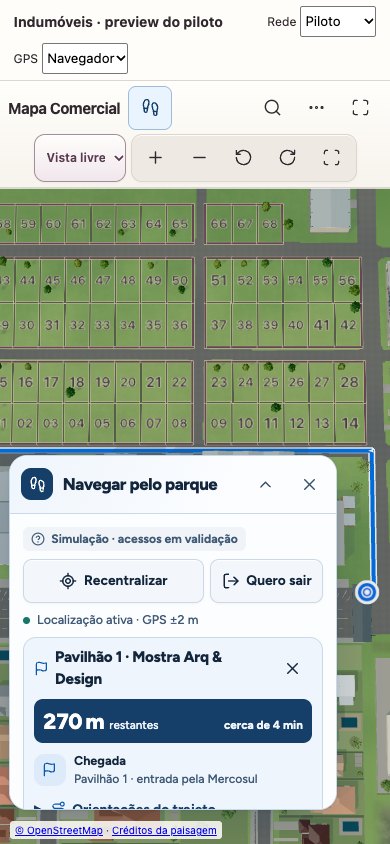 Indumóveis · preview do piloto
Rede Piloto
GPS Navegador
Mapa Comercial
Vista livre
59 60 61 62 63 64 65 66 67 68
44 45 46 47 48 49 50 51 52 53 54 55 56
30 31 32 33 34 35 36 37 38 39 40 41 42
16 17 18 19 20 21 22 23 24 25 26 27 28
02 03 04 05 06 07 08 09 10 11 12 13 14
Navegar pelo parque
Simulação · acessos em validação
Recentralizar
Quero sair
Localização ativa · GPS ±2 m
Pavilhão 1 · Mostra Arq &
Design
270 m restantes
cerca de 4 min
Chegada
Pavilhão 1 · entrada pela Mercosul
Orientações do trajeto
© OpenStreetMap · Créditos da paisagem